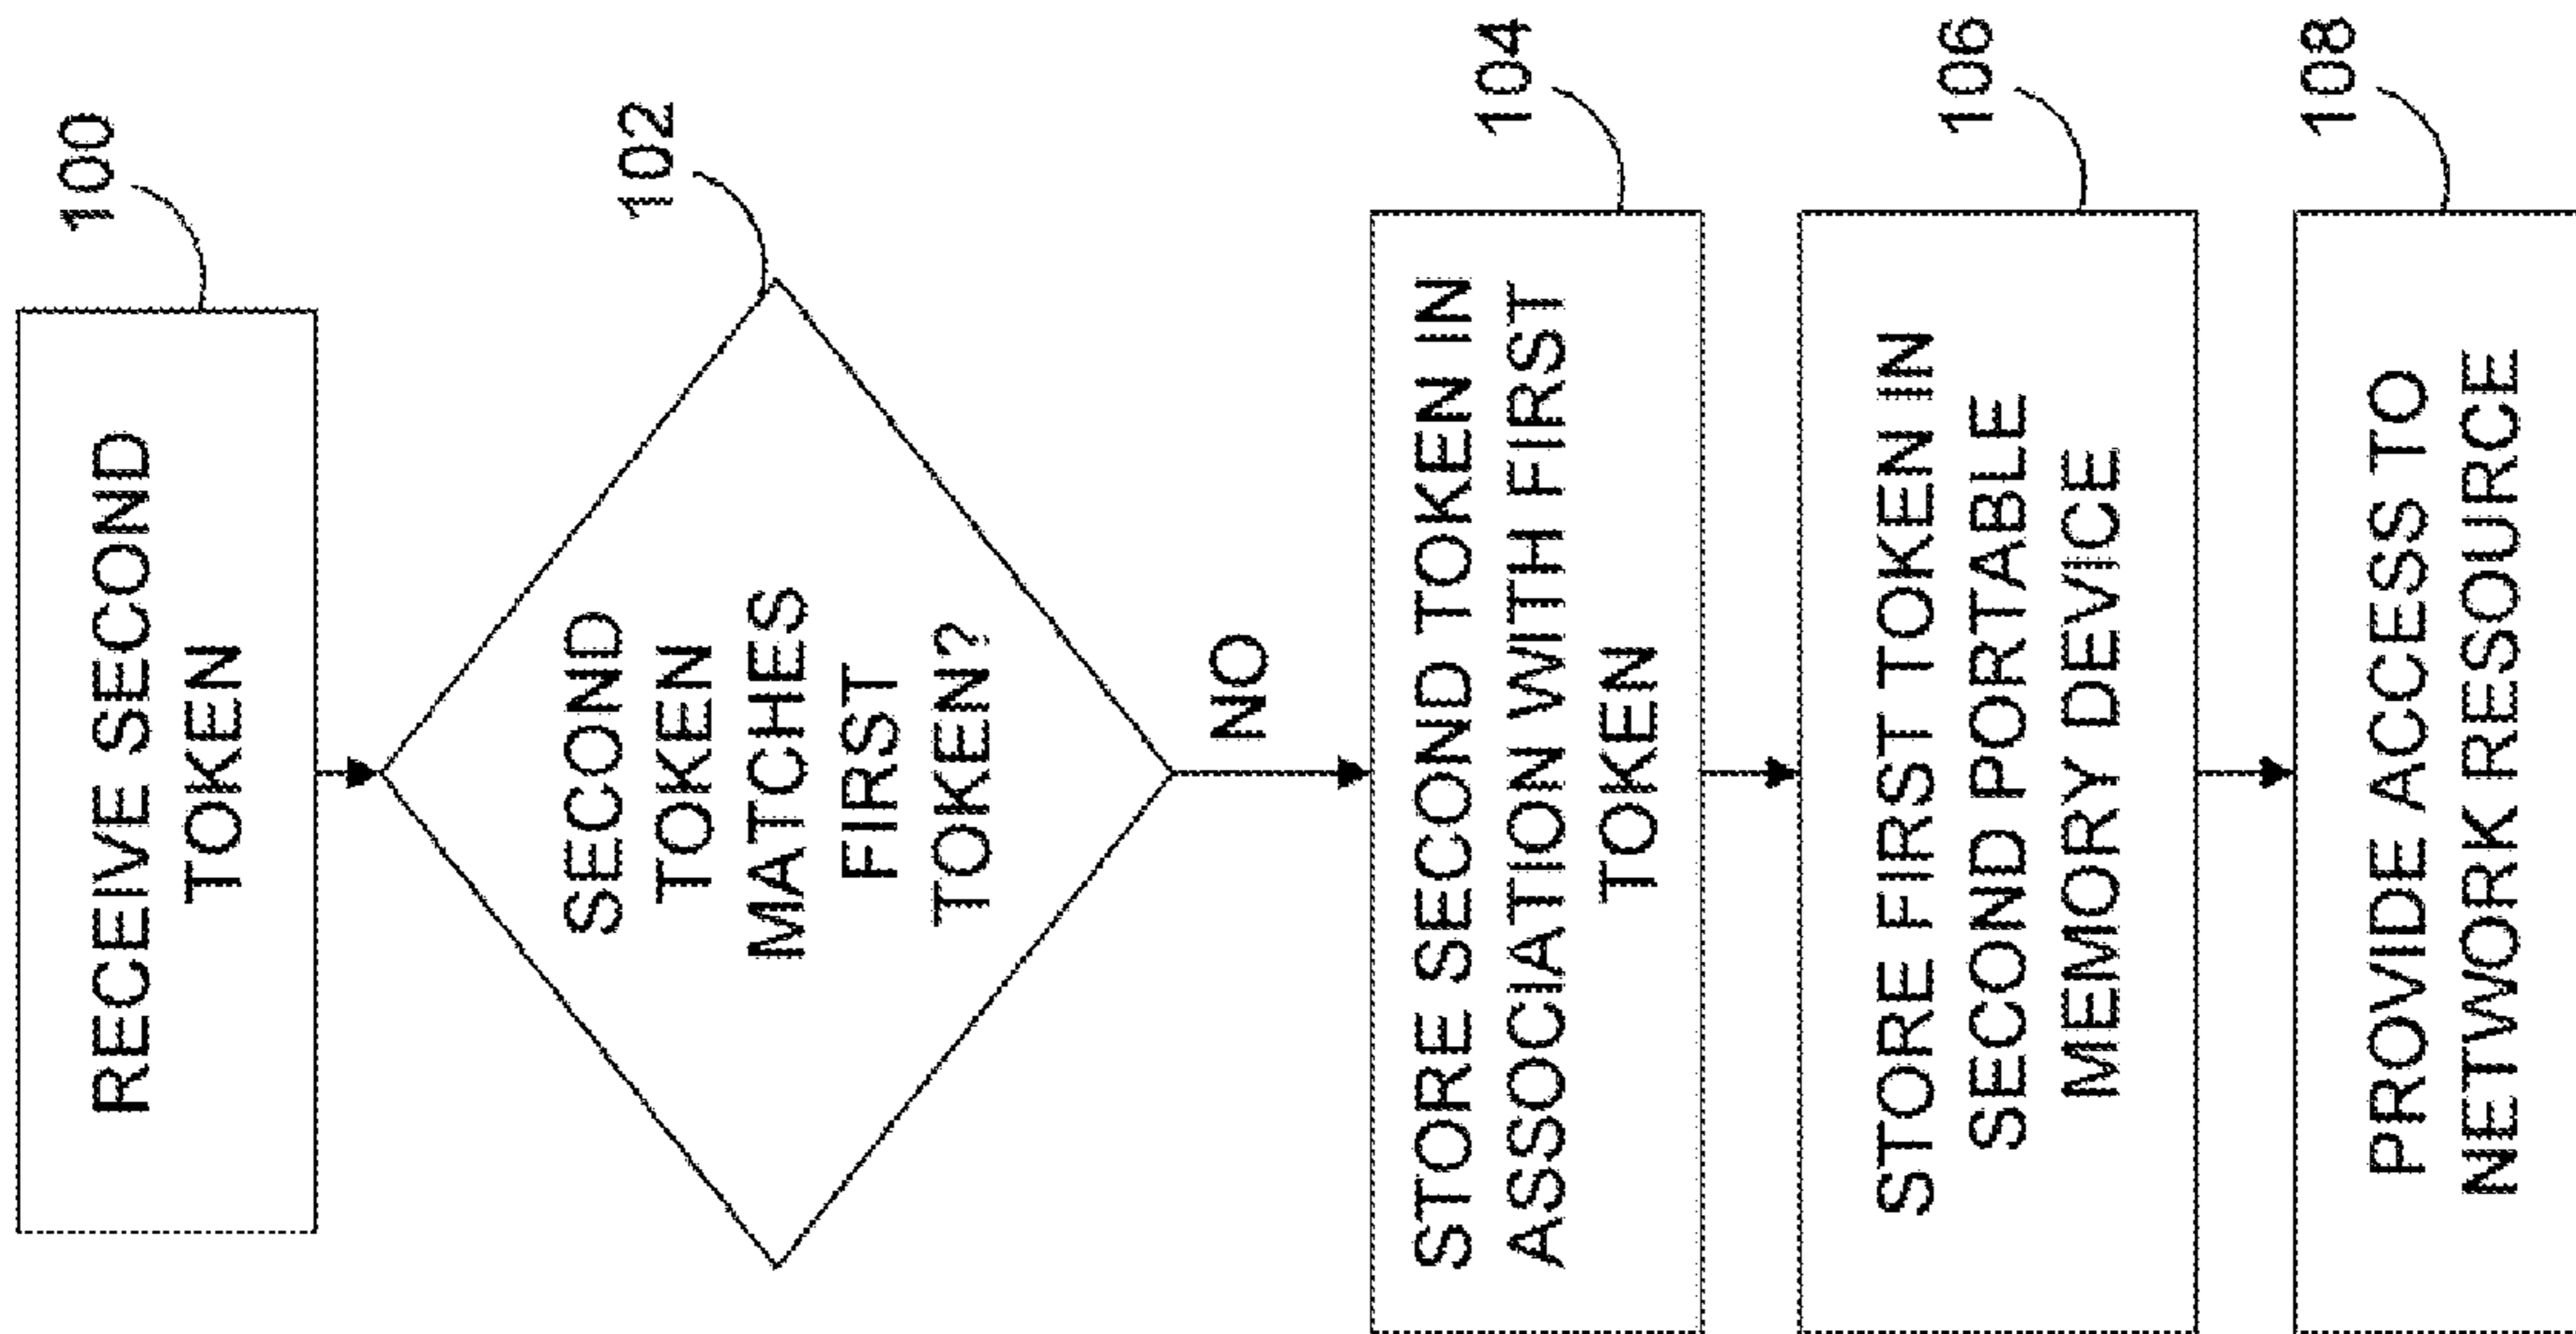 100
RECEIVE SECOND
TOKEN
102
SECOND
TOKEN
MATCHES
FIRST
TOKEN?
NO
104
STORE SECOND TOKEN IN
ASSOCIATION WITH FIRST
TOKEN
106
STORE FIRST TOKEN IN
SECOND PORTABLE
MEMORY DEVICE
108
PROVIDE ACCESS TO
NETWORK RESOURCE